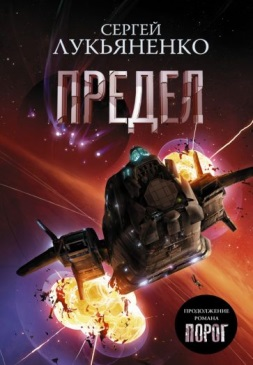 СЕРГЕЙ
ЛУКЬЯНЕНКО
ПРЕДЕЛ
ПРОДОЛЖЕНИЕ
РОМАНА
ПОРОГ